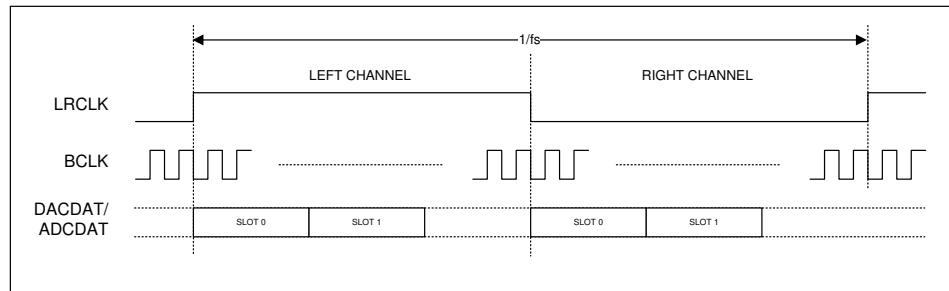 1/fs
LEFT CHANNEL RIGHT CHANNEL
LRCLK
BCLK
DACDAT/
ADCDAT
SLOT 0 SLOT 1 SLOT 0 SLOT 1